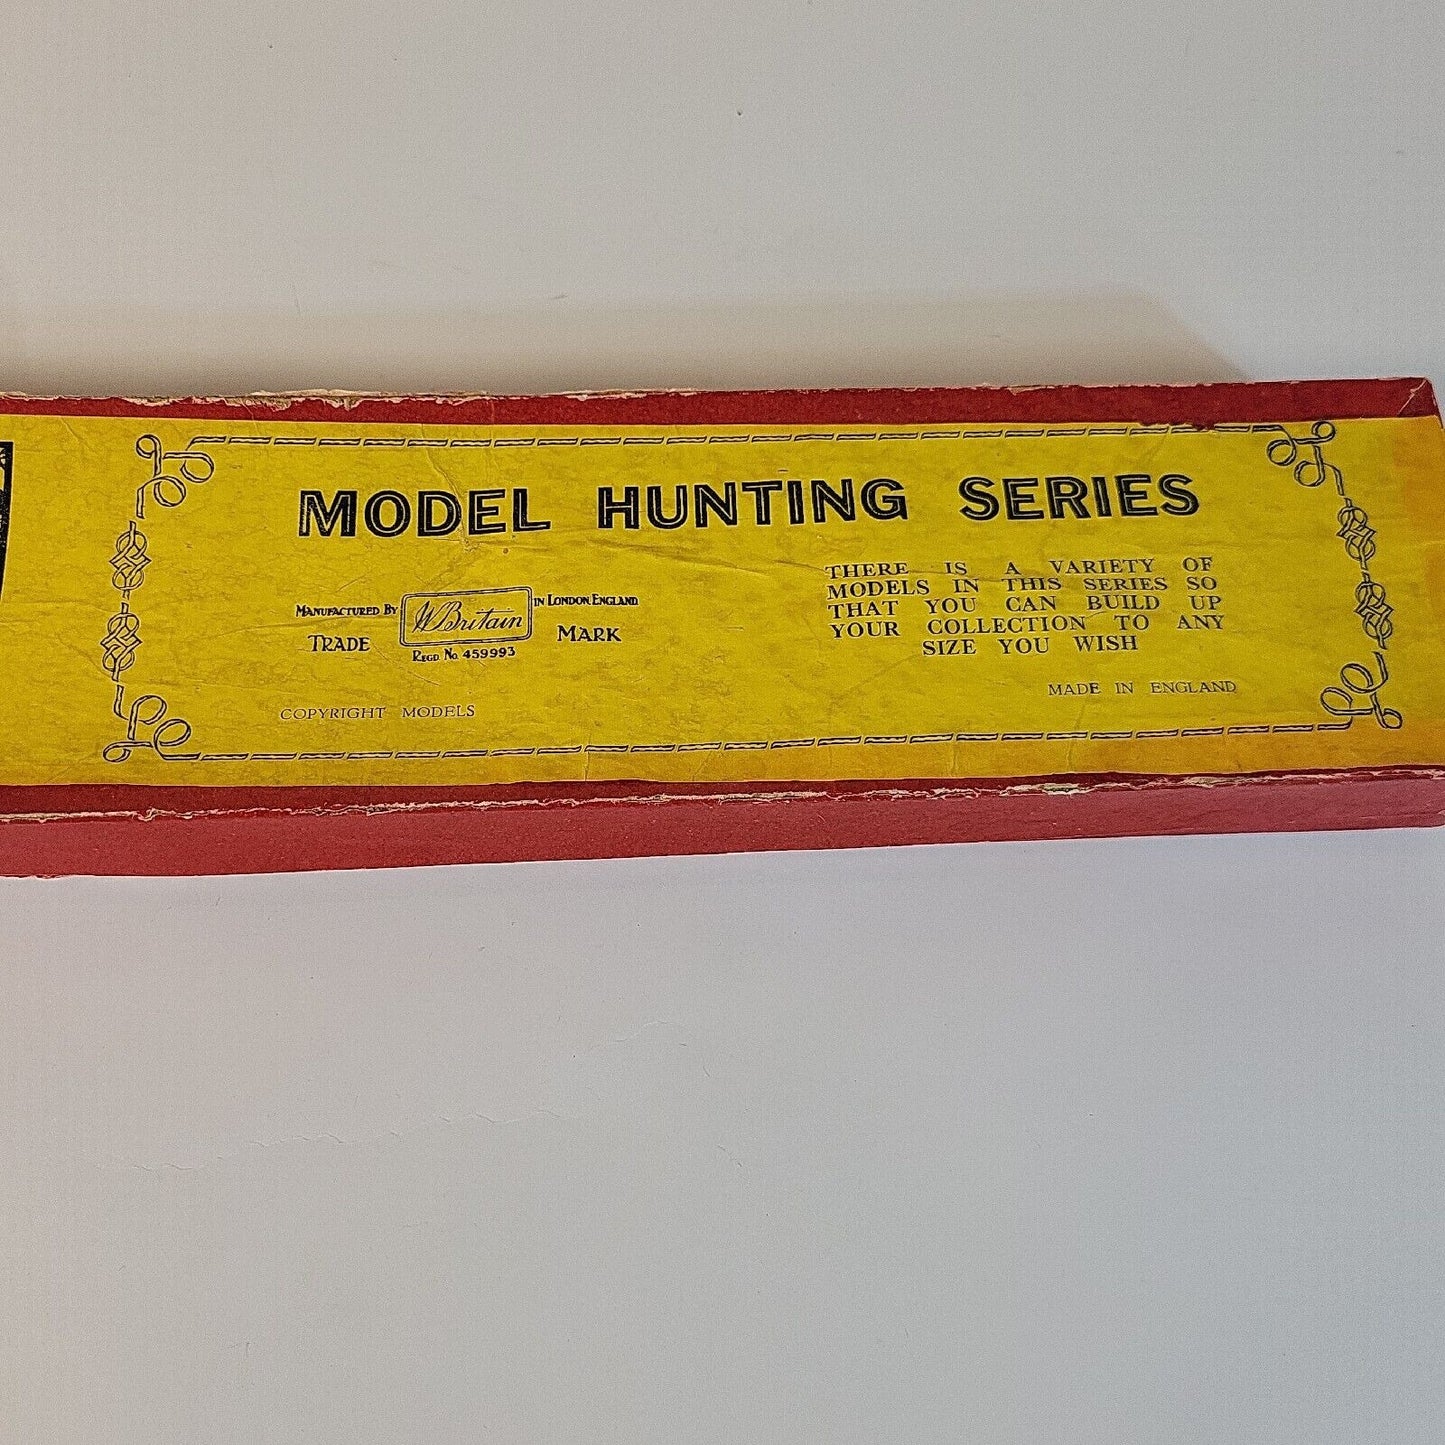 MODEL HUNTING SERIES
MANUFACTURED BY W Britain IN LONDON, ENGLAND
TRADE MARK
REGD No. 459993
COPYRIGHT MODELS
THERE IS A VARIETY OF
MODELS IN THIS SERIES SO
THAT YOU CAN BUILD UP
YOUR COLLECTION TO ANY
SIZE YOU WISH
MADE IN ENGLAND